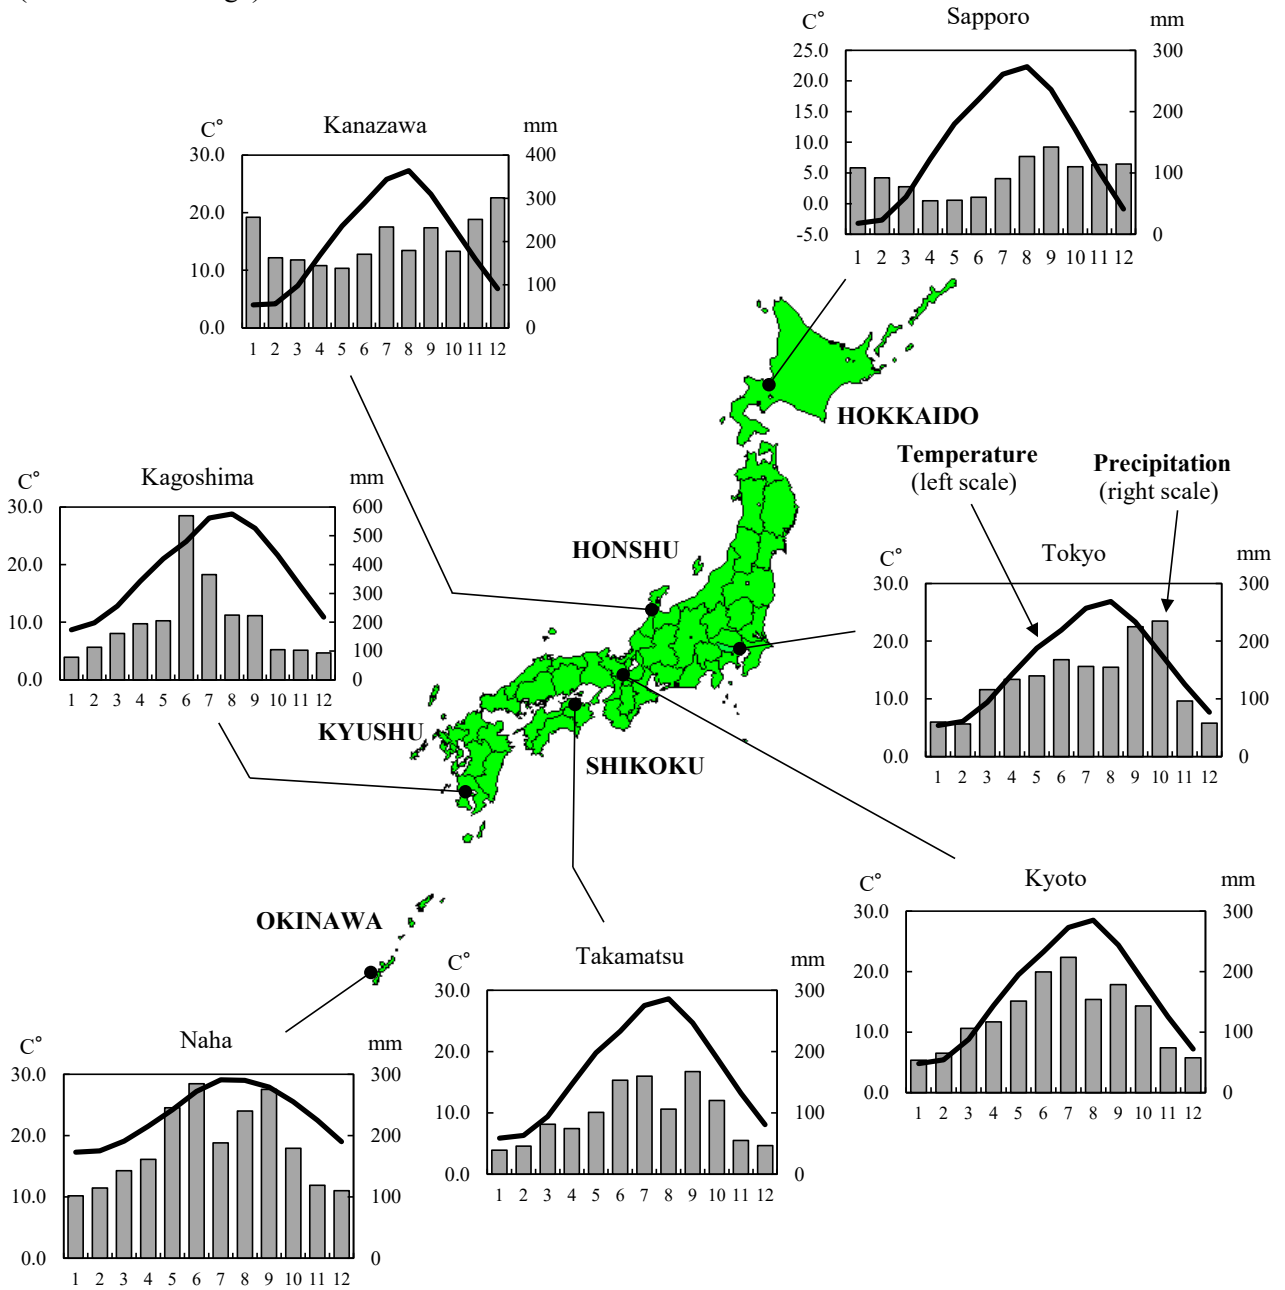 Sapporo
C° mm
25.0 300
20.0
15.0 200
10.0
5.0 100
0.0
-5.0 0
1 2 3 4 5 6 7 8 9 10 11 12
Kanazawa
C° mm
30.0 400
300
20.0
200
10.0
100
0.0 0
1 2 3 4 5 6 7 8 9 10 11 12
HOKKAIDO
Temperature
(left scale)
Precipitation
(right scale)
Kagoshima
C° mm
30.0 600
500
20.0 400
300
10.0 200
100
0.0 0
1 2 3 4 5 6 7 8 9 10 11 12
HONSHU
Tokyo
C° mm
30.0 300
20.0 200
10.0 100
0.0 0
1 2 3 4 5 6 7 8 9 10 11 12
KYUSHU
SHIKOKU
Kyoto
C° mm
30.0 300
20.0 200
10.0 100
0.0 0
1 2 3 4 5 6 7 8 9 10 11 12
OKINAWA
Takamatsu
C° mm
30.0 300
20.0 200
10.0 100
0.0 0
1 2 3 4 5 6 7 8 9 10 11 12
Naha
C° mm
30.0 300
20.0 200
10.0 100
0.0 0
1 2 3 4 5 6 7 8 9 10 11 12